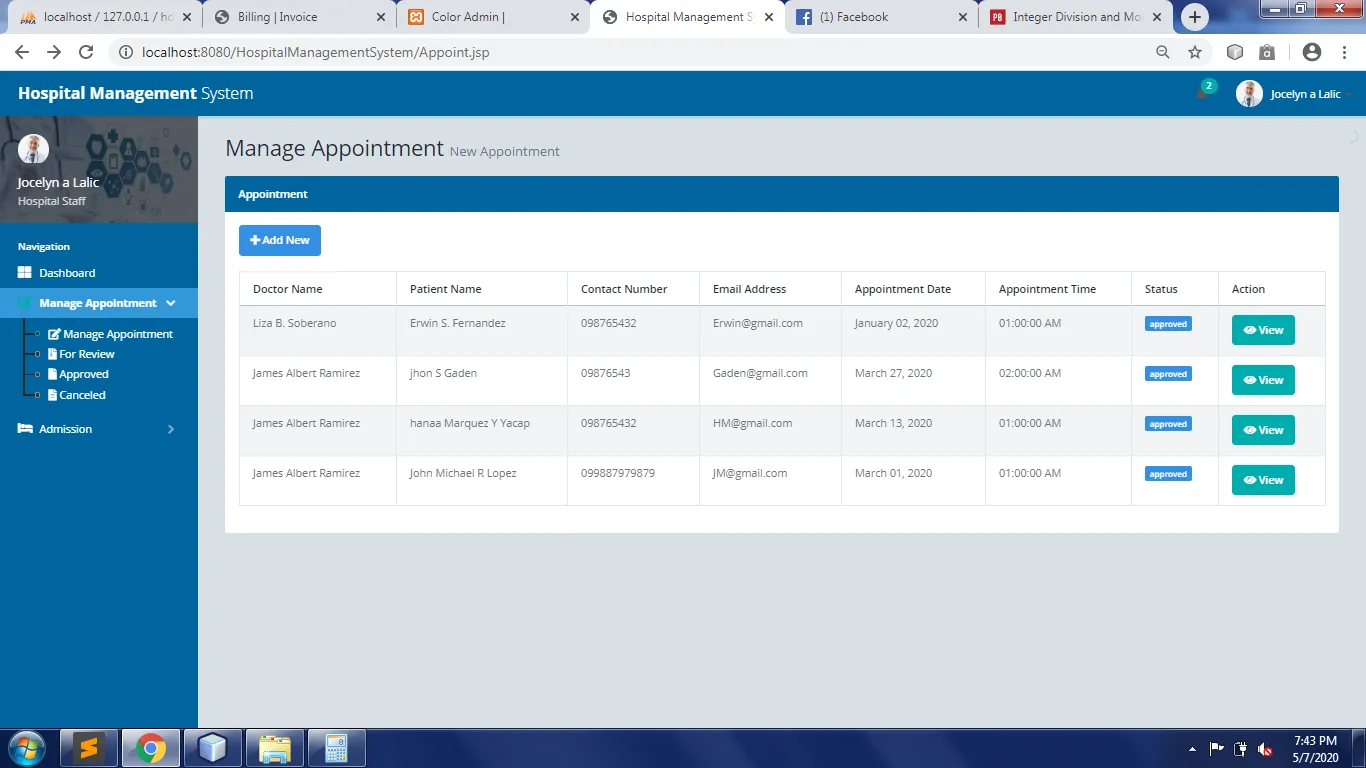 localhost / 127.0.0.1 / ho
Billing | Invoice
Color Admin |
Hospital Management S
(1) Facebook
Integer Division and Mo
localhost:8080/HospitalManagementSystem/Appoint.jsp
Hospital Management System
2
Jocelyn a Lalic
Jocelyn a Lalic
Hospital Staff
Navigation
Dashboard
Manage Appointment
Manage Appointment
For Review
Approved
Canceled
Admission
Manage Appointment New Appointment
Appointment
Add New
Doctor Name Patient Name Contact Number Email Address Appointment Date Appointment Time Status Action
Liza B. Soberano Erwin S. Fernandez 098765432 Erwin@gmail.com January 02, 2020 01:00:00 AM approved View
James Albert Ramirez jhon S Gaden 09876543 Gaden@gmail.com March 27, 2020 02:00:00 AM approved View
James Albert Ramirez hanaa Marquez Y Yacap 098765432 HM@gmail.com March 13, 2020 01:00:00 AM approved View
James Albert Ramirez John Michael R Lopez 099887979879 JM@gmail.com March 01, 2020 01:00:00 AM approved View
7:43 PM
5/7/2020